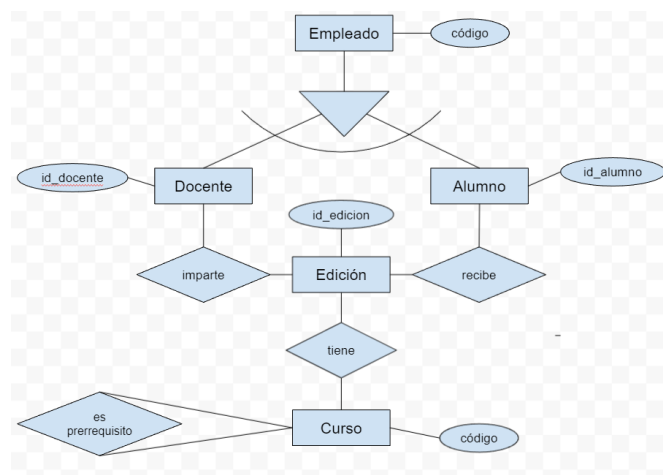 Empleado
código
id_docente
Docente
Alumno
id_alumno
id_edicion
imparte
Edición
recibe
tiene
es
prerrequisito
Curso
código